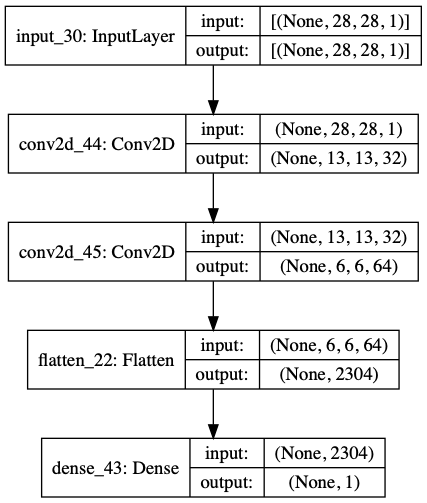 input_30: InputLayer
input: [(None, 28, 28, 1)]
output: [(None, 28, 28, 1)]
conv2d_44: Conv2D
input: (None, 28, 28, 1)
output: (None, 13, 13, 32)
conv2d_45: Conv2D
input: (None, 13, 13, 32)
output: (None, 6, 6, 64)
flatten_22: Flatten
input: (None, 6, 6, 64)
output: (None, 2304)
dense_43: Dense
input: (None, 2304)
output: (None, 1)